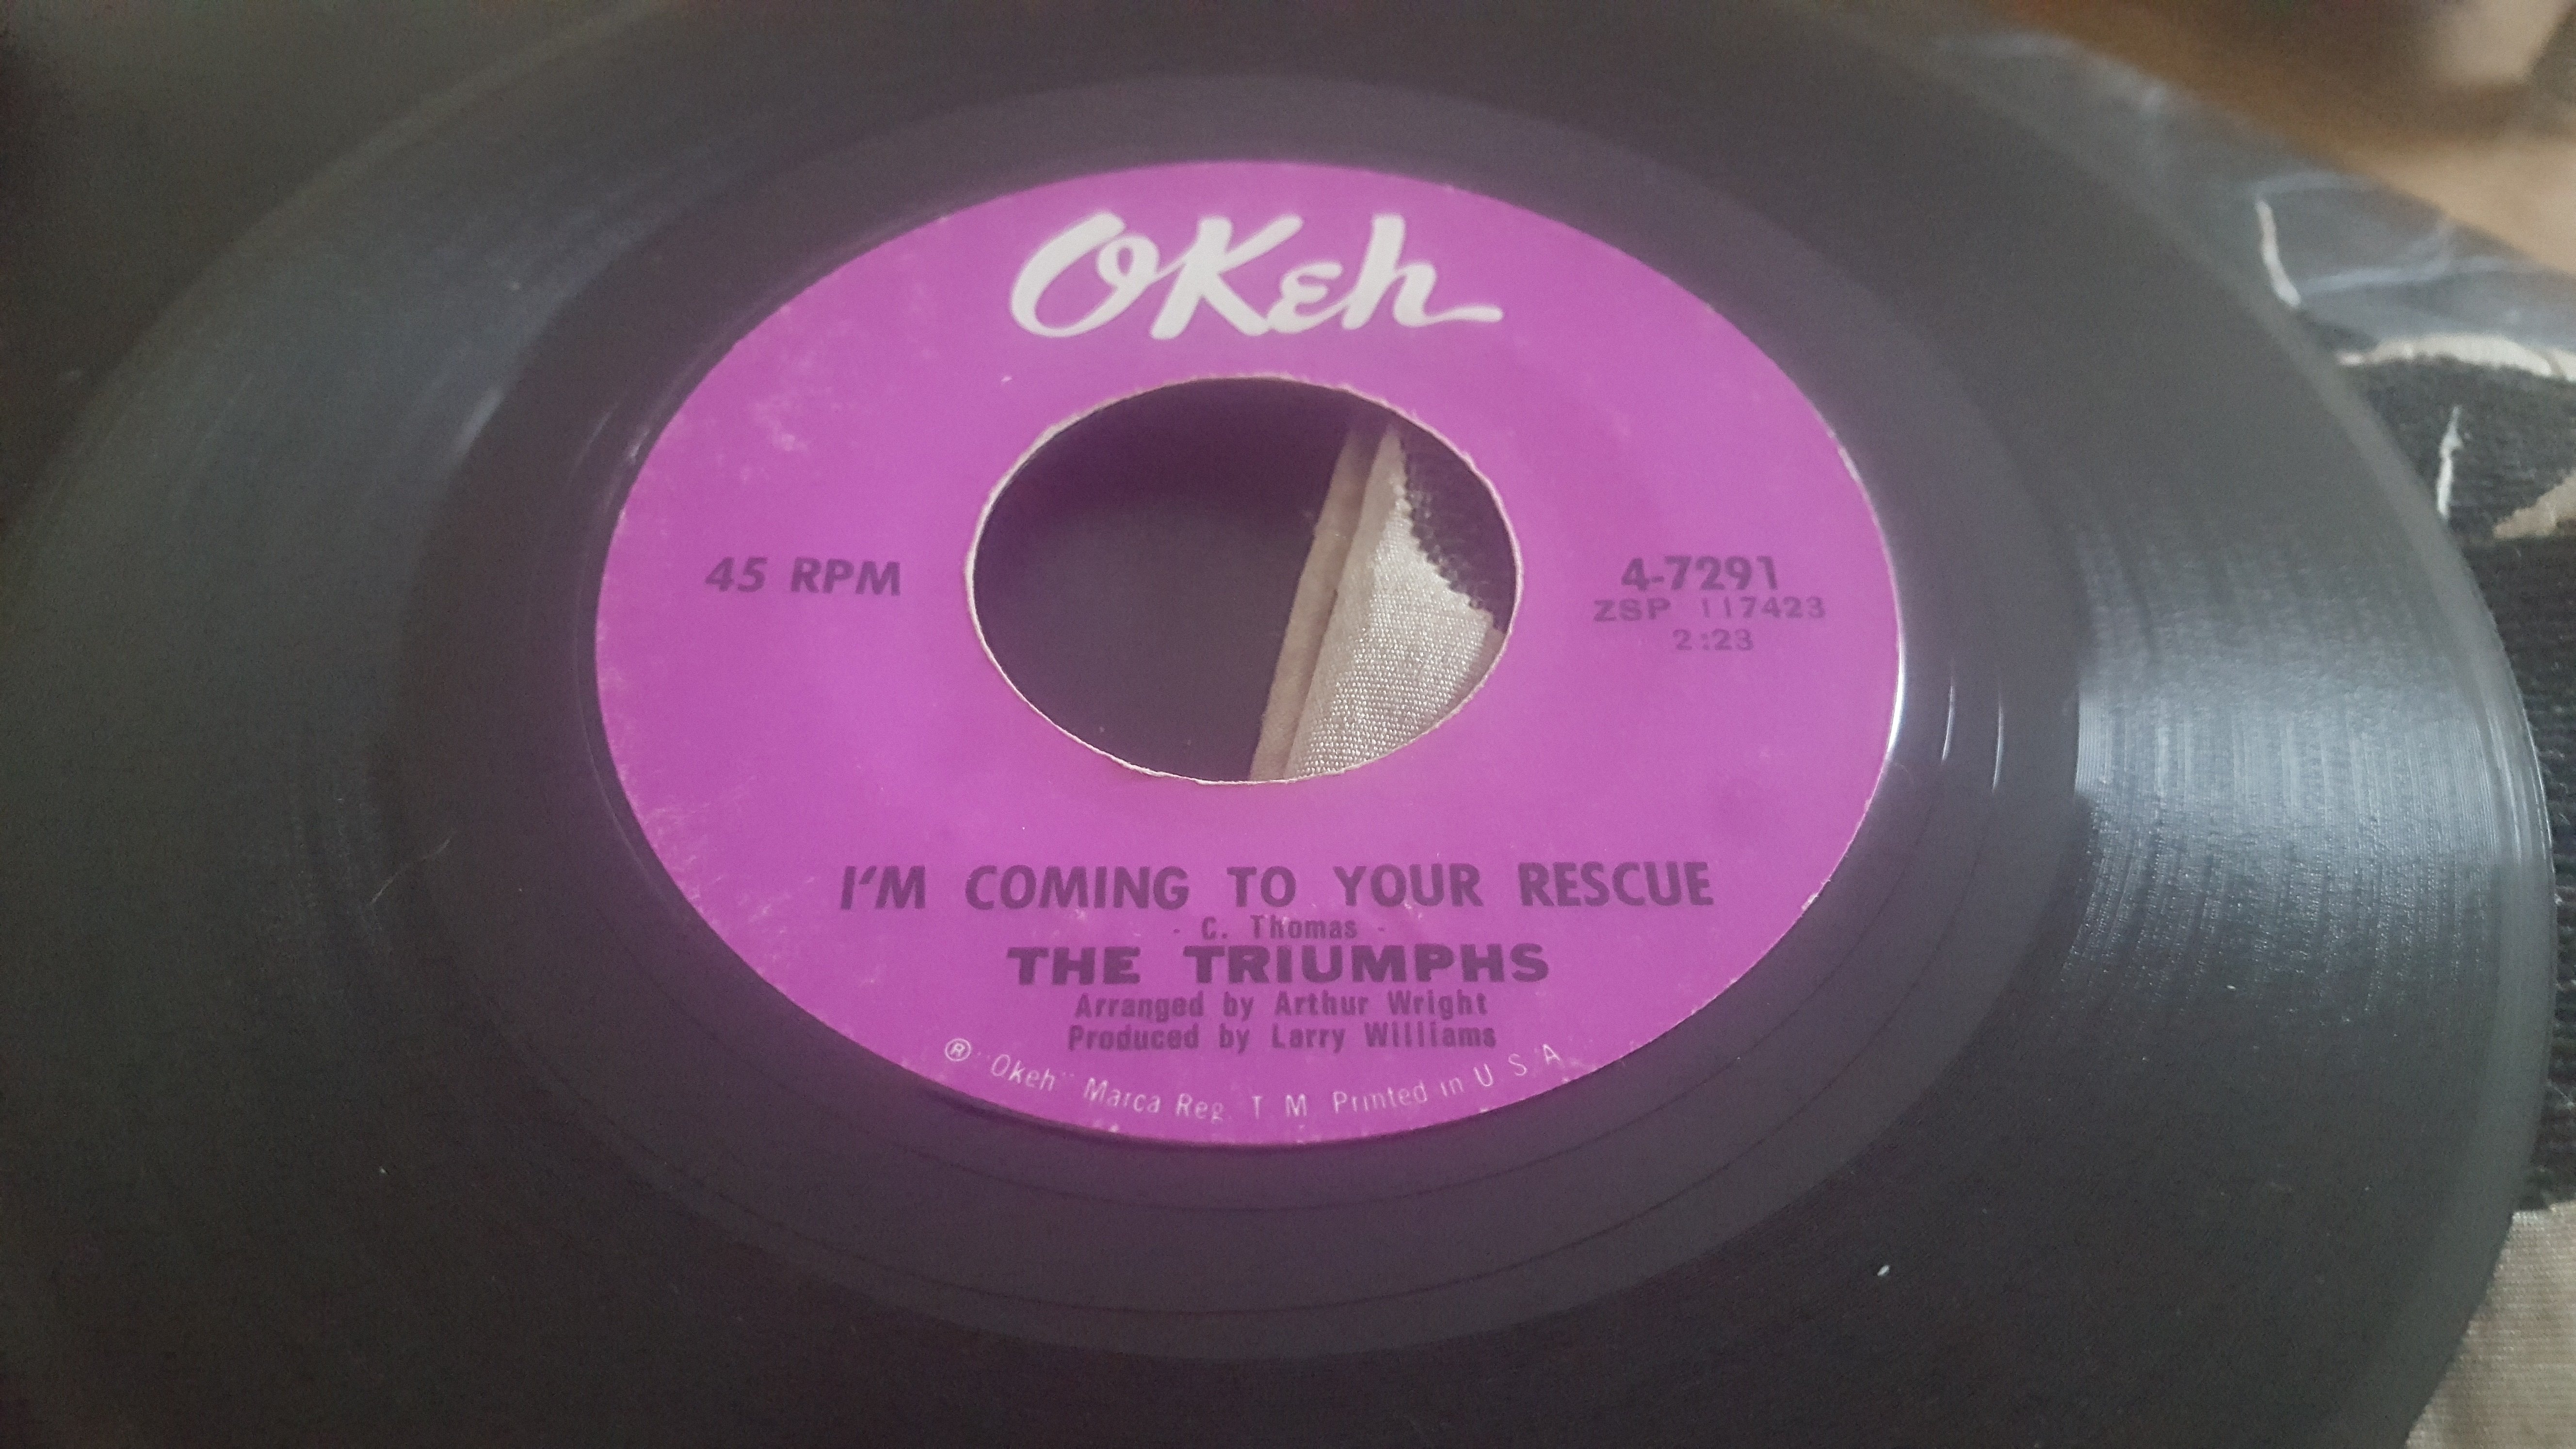 OKeh
45 RPM
4-7291
ZSP 117423
2:23
I'M COMING TO YOUR RESCUE
- C. Thomas -
THE TRIUMPHS
Arranged by Arthur Wright
Produced by Larry Williams
® "Okeh" Marca Reg. T M Printed in U S A